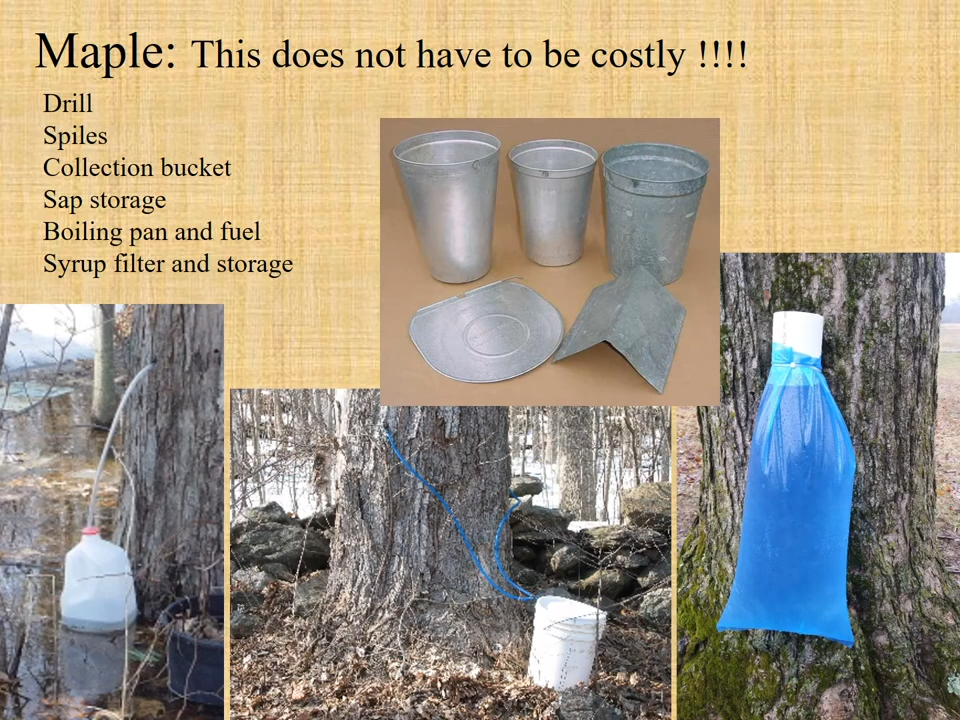 Maple: This does not have to be costly !!!!
Drill
Spiles
Collection bucket
Sap storage
Boiling pan and fuel
Syrup filter and storage